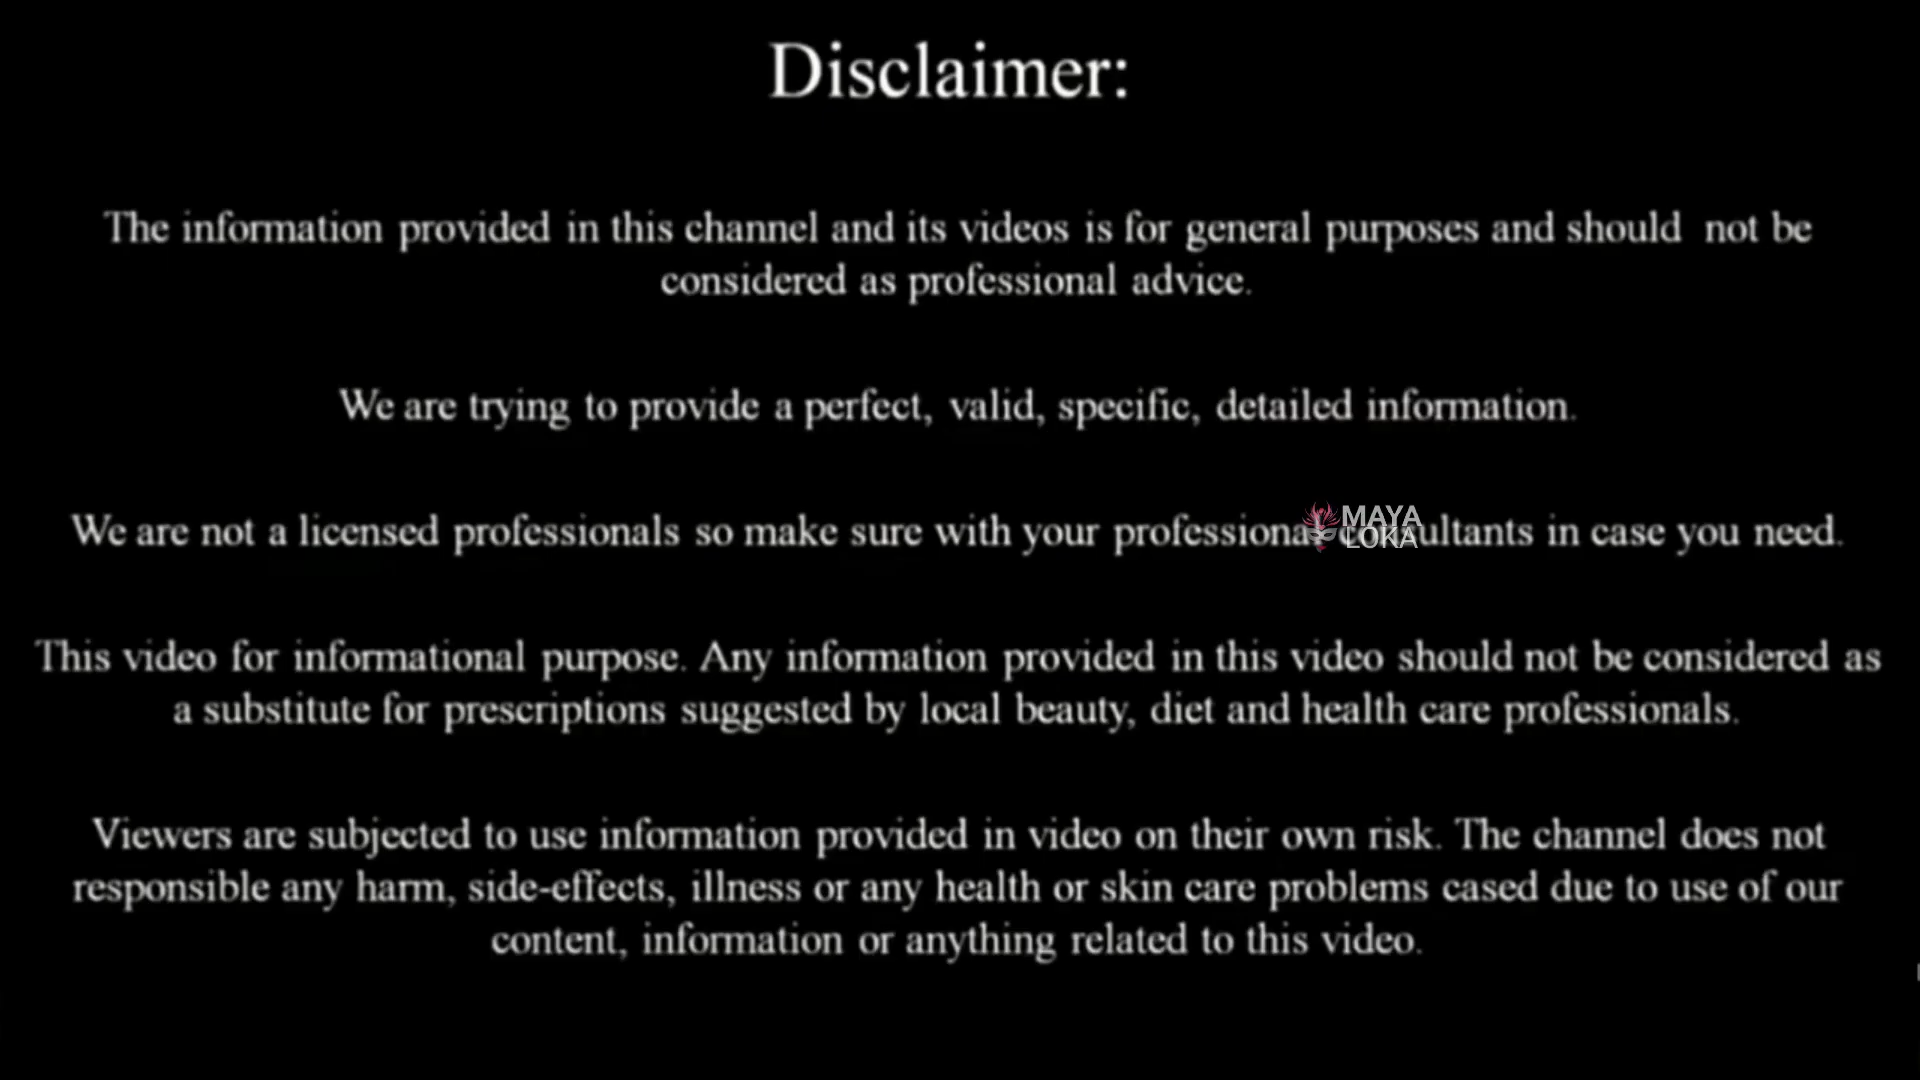 Disclaimer:
The information provided in this channel and its videos is for general purposes and should not be
considered as professional advice.
We are trying to provide a perfect, valid, specific, detailed information.
We are not a licensed professionals so make sure with your in case you need.
MAYA
LOKA
This video for informational purpose. Any information provided in this video should not be considered as
a substitute for prescriptions suggested by local beauty, diet and health care professionals.
Viewers are subjected to use information provided in video on their own risk. The channel does not
responsible any harm, side-effects, illness or any health or skin care problems cased due to use of our
content, information or anything related to this video.